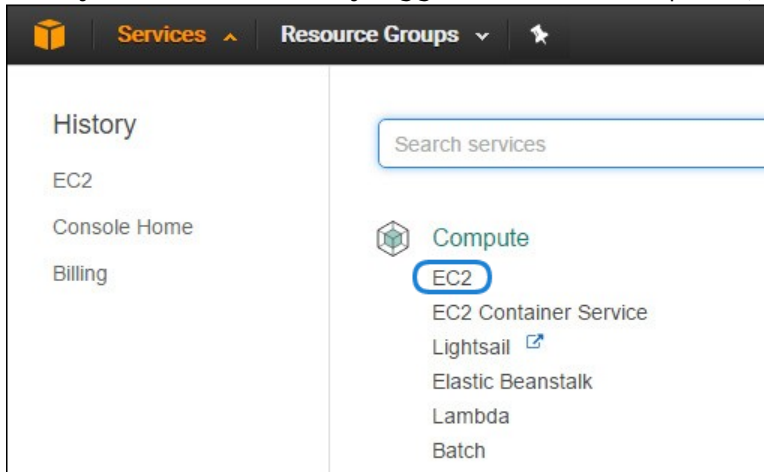 Services Resource Groups
History
EC2
Console Home
Billing
Search services
Compute
EC2
EC2 Container Service
Lightsail
Elastic Beanstalk
Lambda
Batch